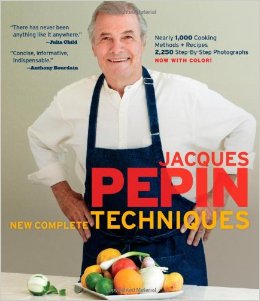 "There has never been
anything like it anywhere."
—Julia Child
"Concise, informative,
indispensable."
—Anthony Bourdain
Nearly 1,000 Cooking
Methods + Recipes
2,250 Step-By-Step Photographs
NOW WITH COLOR!
JACQUES
PEPIN
NEW COMPLETE TECHNIQUES